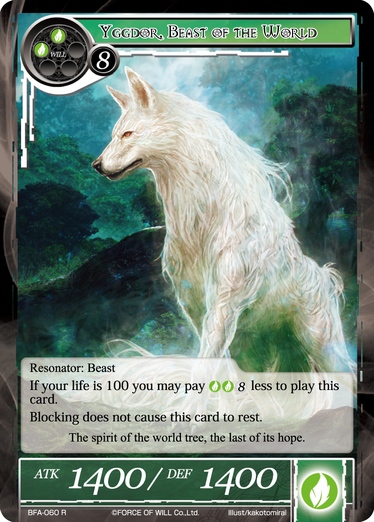 Yggdor, Beast of the World
WILL
8
Resonator: Beast
If your life is 100 you may pay 8 less to play this
card.
Blocking does not cause this card to rest.
The spirit of the world tree, the last of its hope.
ATK 1400 / DEF 1400
BFA-060 R ©FORCE OF WILL Co.,Ltd. Illust/kakotomirai